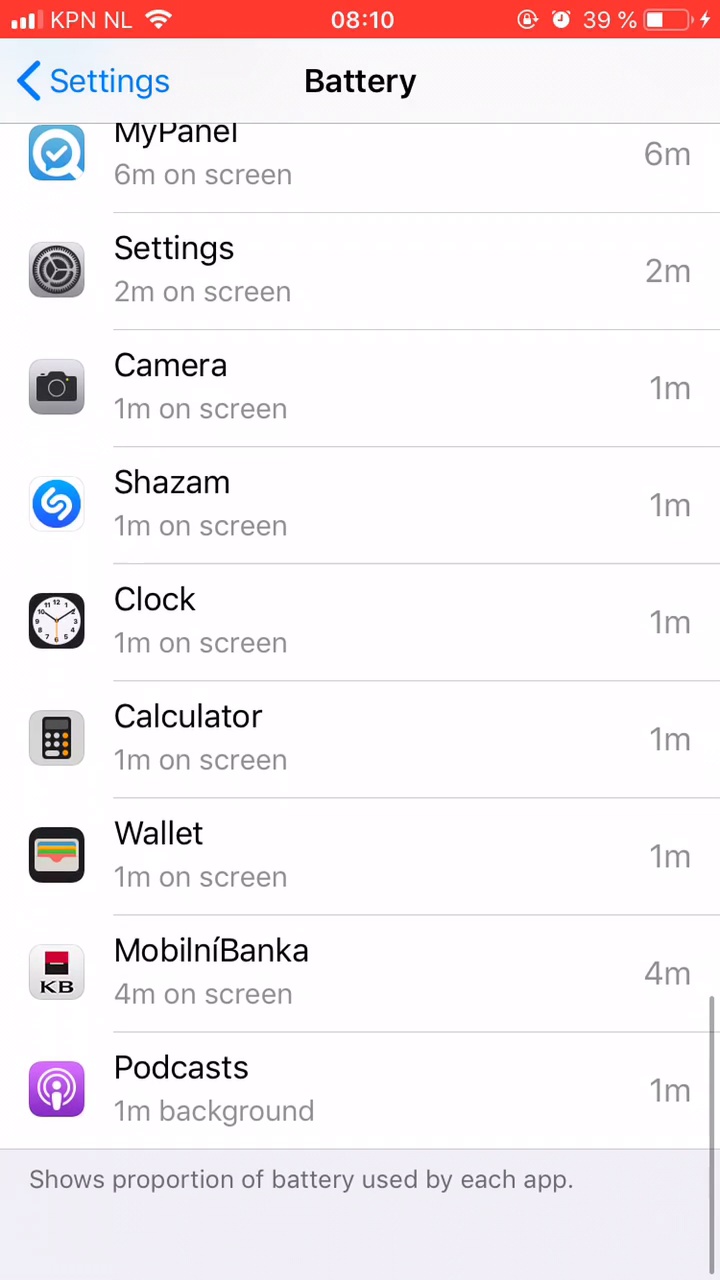 KPN NL 08:10 39 %
Settings Battery
MyPanel
6m on screen 6m
Settings
2m on screen 2m
Camera
1m on screen 1m
Shazam
1m on screen 1m
Clock
1m on screen 1m
Calculator
1m on screen 1m
Wallet
1m on screen 1m
MobilníBanka
KB 4m on screen 4m
Podcasts
1m background 1m
Shows proportion of battery used by each app.